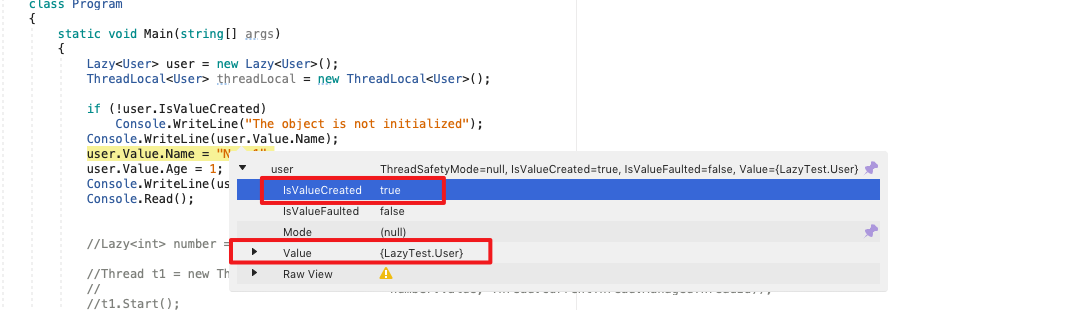 class Program
{
static void Main(string[] args)
{
Lazy<User> user = new Lazy<User>();
ThreadLocal<User> threadLocal = new ThreadLocal<User>();
if (!user.IsValueCreated)
Console.WriteLine("The object is not initialized");
Console.WriteLine(user.Value.Name);
user.Value.Name = "N
user.Value.Age = 1;
Console.WriteLine(us
Console.Read();
user ThreadSafetyMode=null, IsValueCreated=true, IsValueFaulted=false, Value={LazyTest.User}
IsValueCreated true
IsValueFaulted false
Mode (null)
Value {LazyTest.User}
Raw View
//Lazy<int> number =
//Thread t1 = new Th
//
//t1.Start();